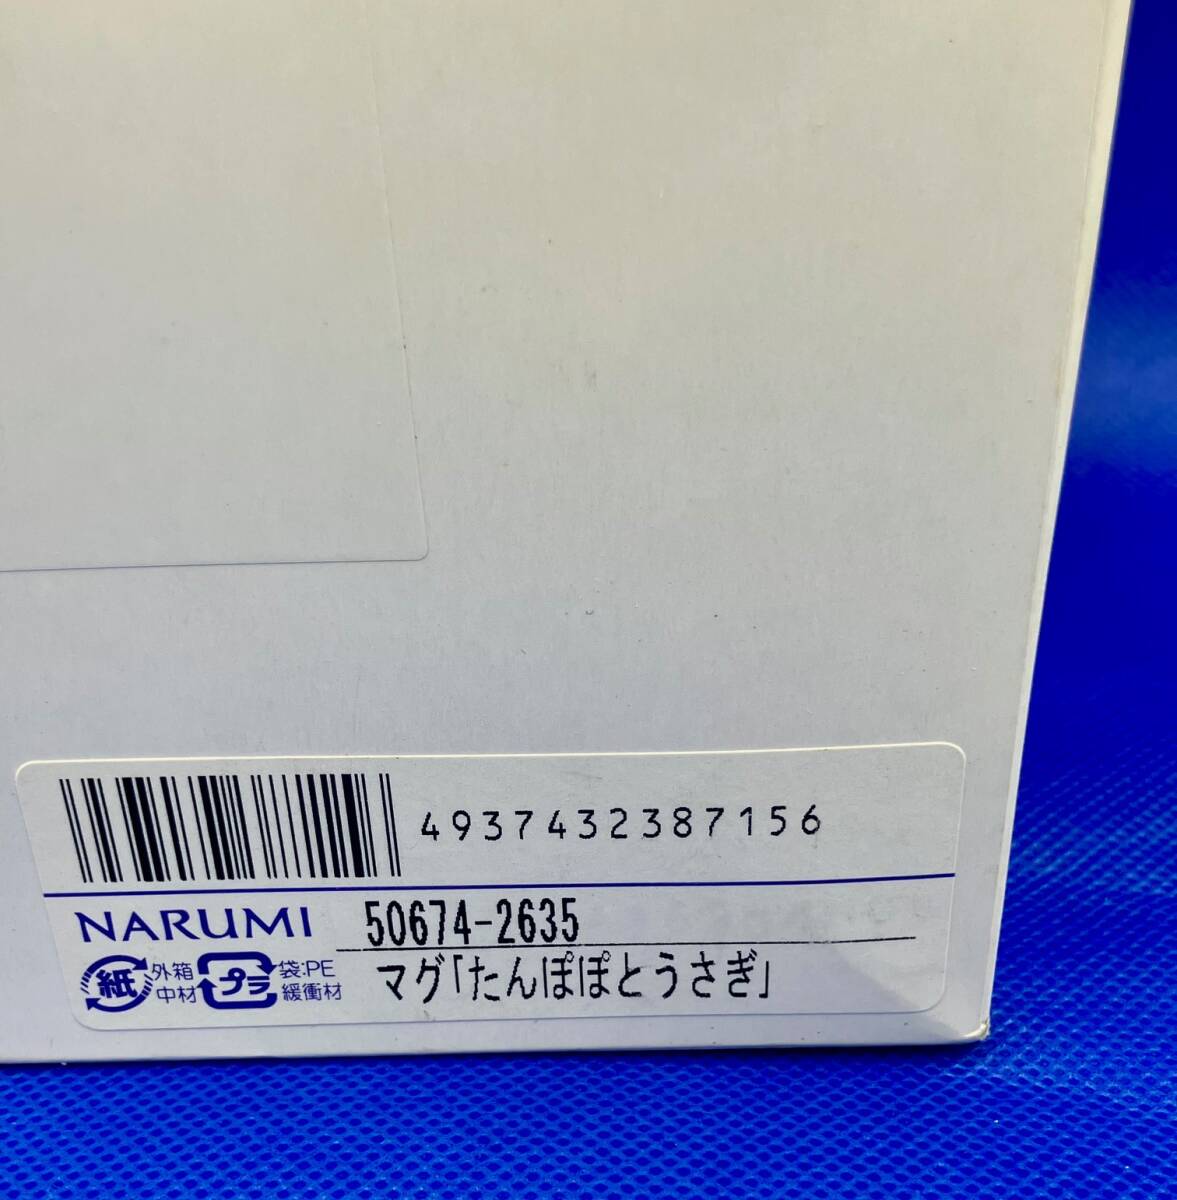 4937432387156
NARUMI 50674-2635
紙 外箱 中材 プラ 袋:PE 緩衝材
マグ「たんぽぽとうさぎ」